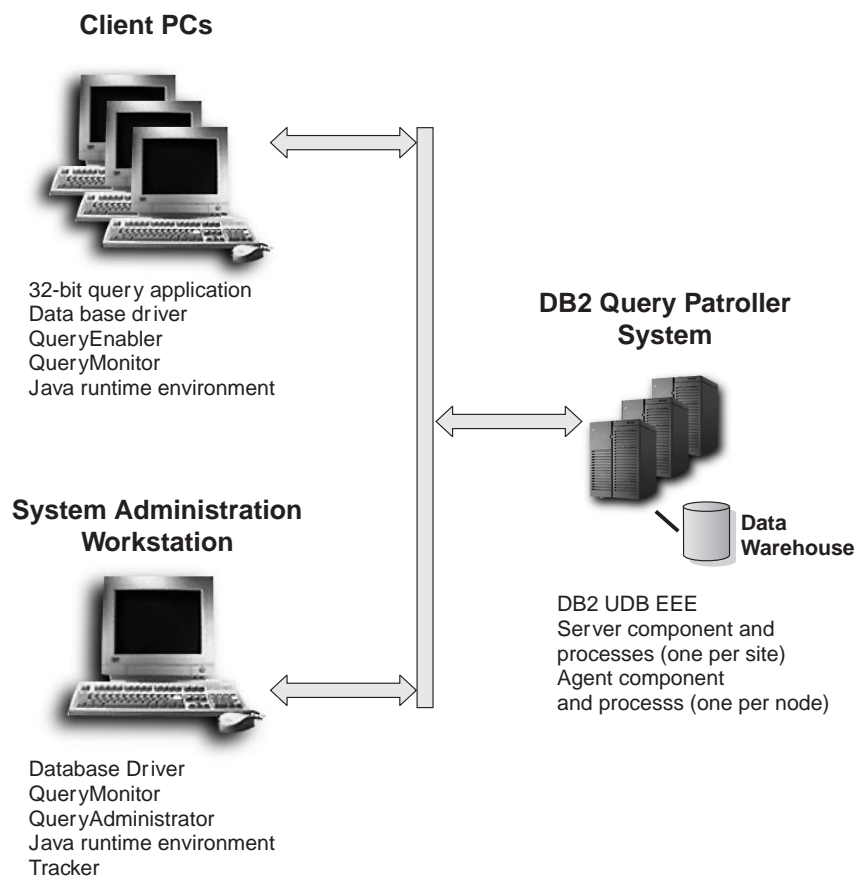 Client PCs
32-bit query application
Data base driver
QueryEnabler
QueryMonitor
Java runtime environment
System Administration
Workstation
Database Driver
QueryMonitor
QueryAdministrator
Java runtime environment
Tracker
DB2 Query Patroller
System
Data
Warehouse
DB2 UDB EEE
Server component and
processes (one per site)
Agent component
and processs (one per node)